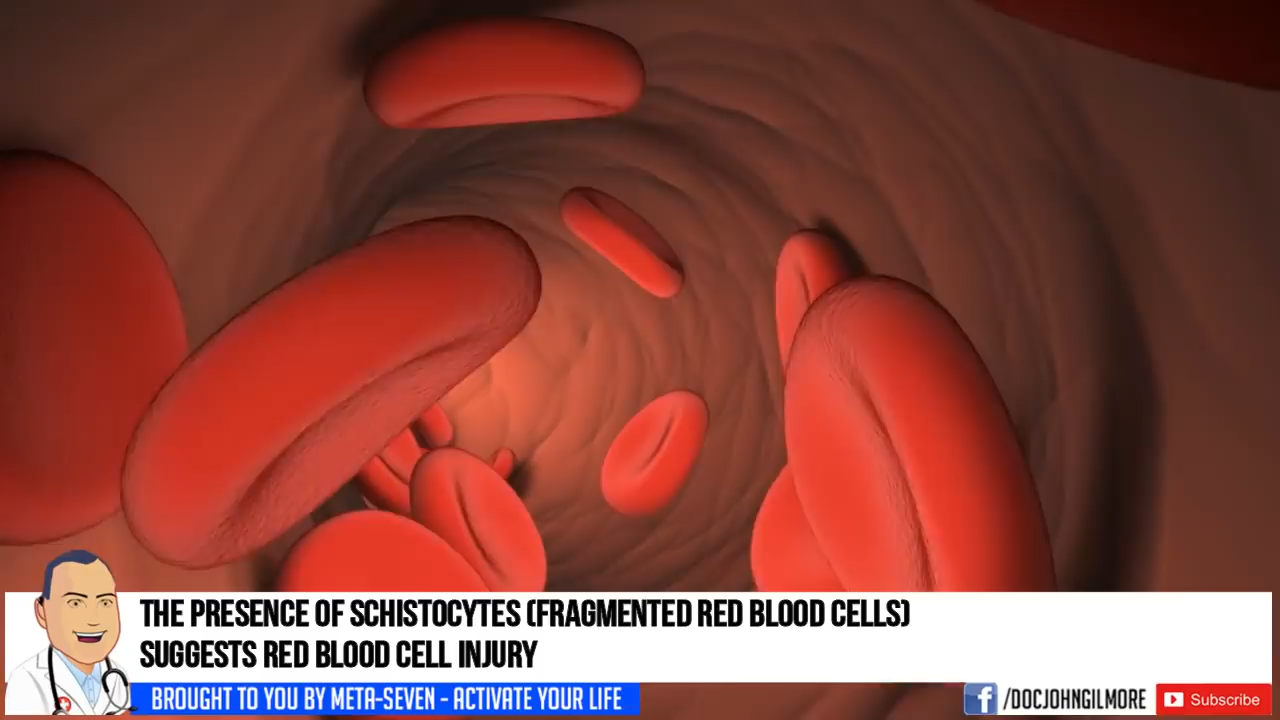 THE PRESENCE OF SCHISTOCYTES (FRAGMENTED RED BLOOD CELLS)
SUGGESTS RED BLOOD CELL INJURY
BROUGHT TO YOU BY META-SEVEN - ACTIVATE YOUR LIFE
f /DOCJOHNGILMORE
Subscribe